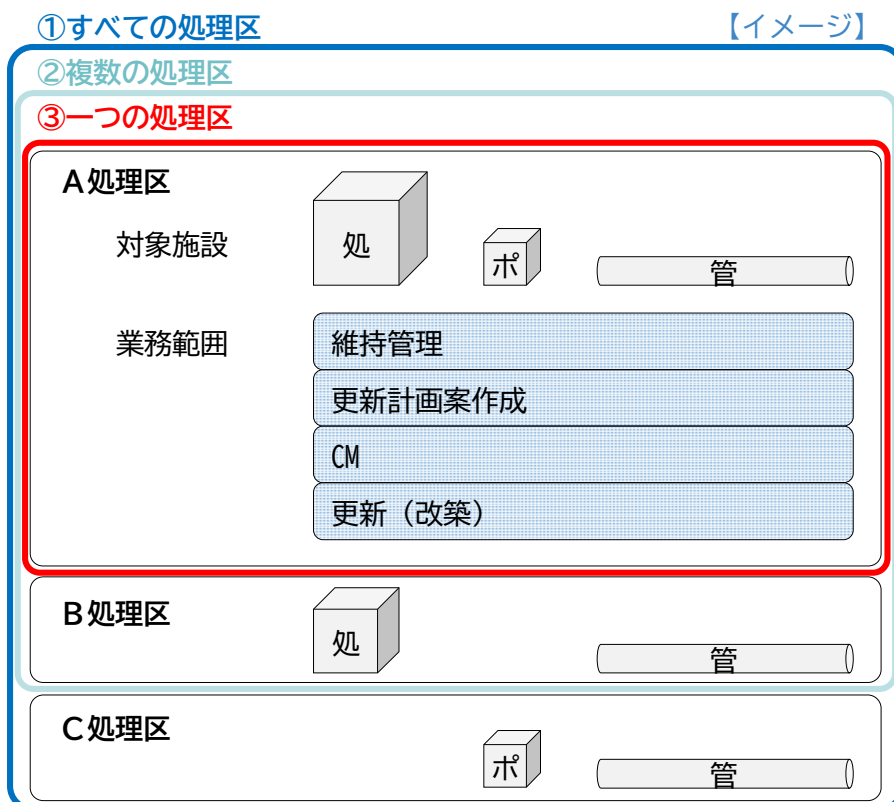 ①すべての処理区 【イメージ】
②複数の処理区
③一つの処理区
A処理区
対象施設 処 ポ 管
業務範囲 維持管理
更新計画案作成
CM
更新（改築）
B処理区
処 管
C処理区
ポ 管